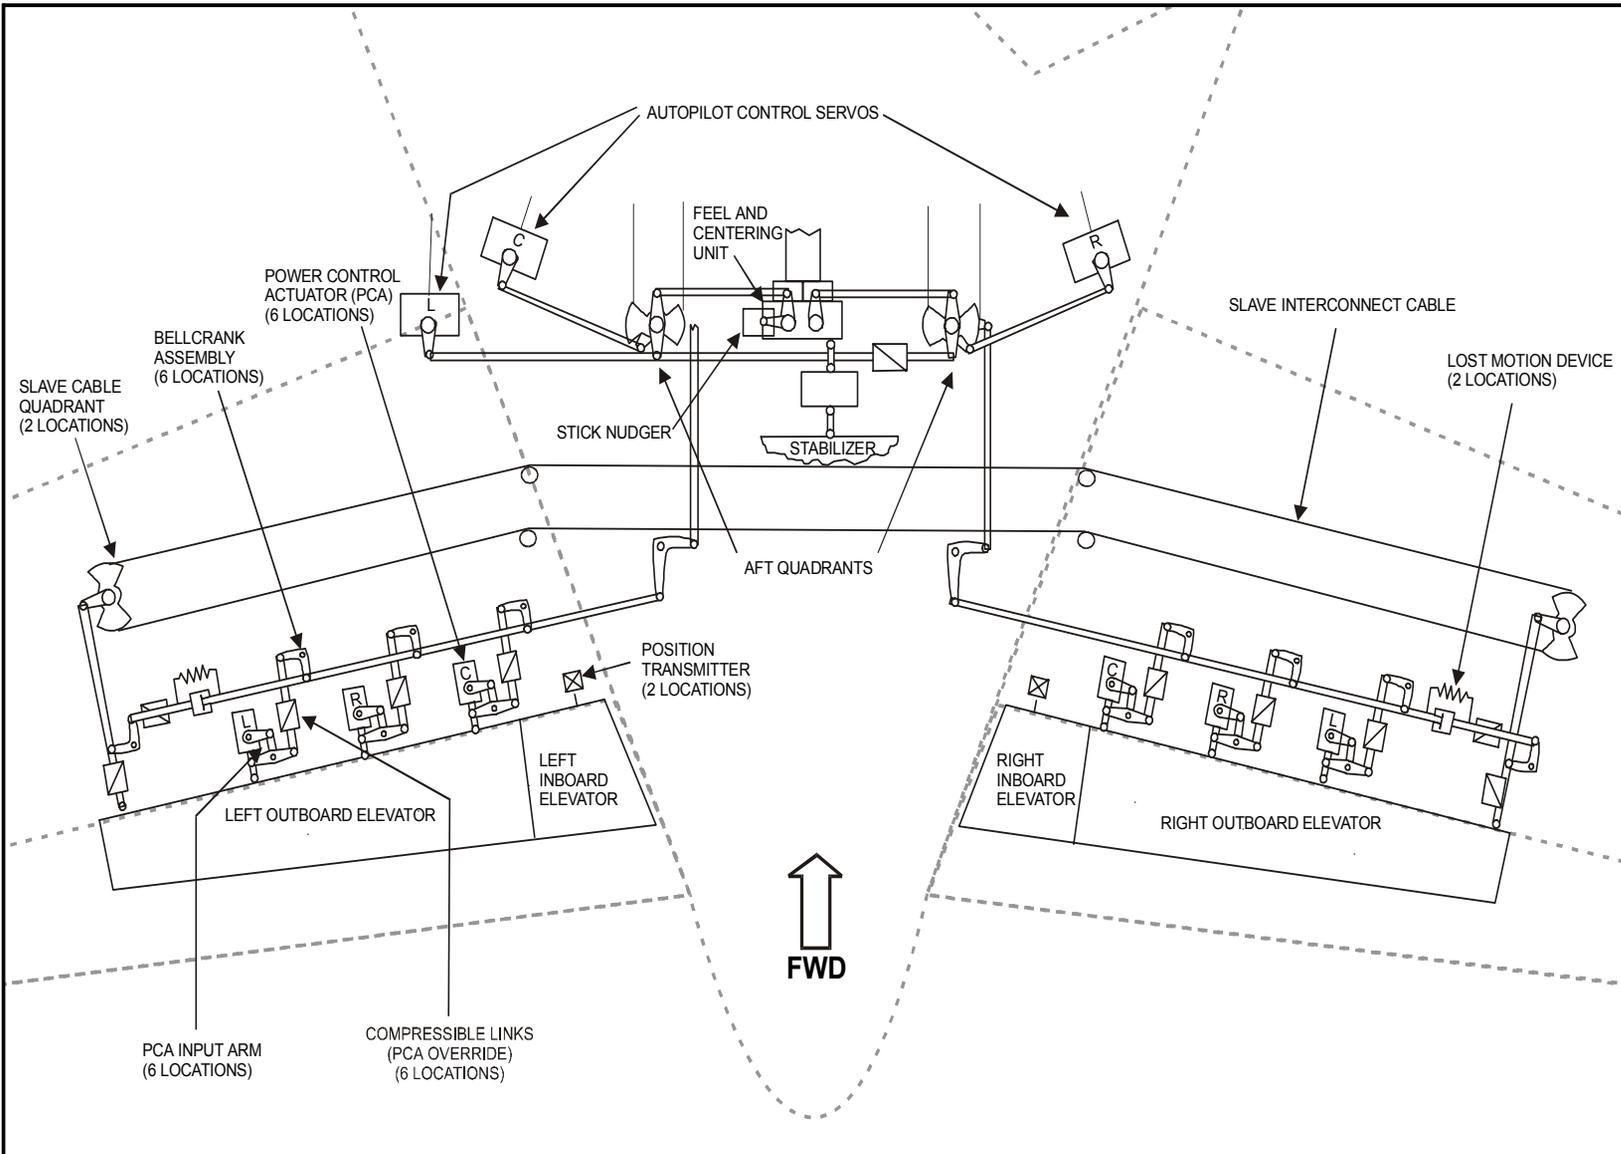 AUTOPILOT CONTROL SERVOS
C
R
L
FEEL AND
CENTERING
UNIT
POWER CONTROL
ACTUATOR (PCA)
(6 LOCATIONS)
SLAVE INTERCONNECT CABLE
BELLCRANK
ASSEMBLY
(6 LOCATIONS)
LOST MOTION DEVICE
(2 LOCATIONS)
SLAVE CABLE
QUADRANT
(2 LOCATIONS)
STICK NUDGER
STABILIZER
AFT QUADRANTS
POSITION
TRANSMITTER
(2 LOCATIONS)
L
R
C
C
R
L
LEFT
INBOARD
ELEVATOR
RIGHT
INBOARD
ELEVATOR
LEFT OUTBOARD ELEVATOR
RIGHT OUTBOARD ELEVATOR
FWD
PCA INPUT ARM
(6 LOCATIONS)
COMPRESSIBLE LINKS
(PCA OVERRIDE)
(6 LOCATIONS)